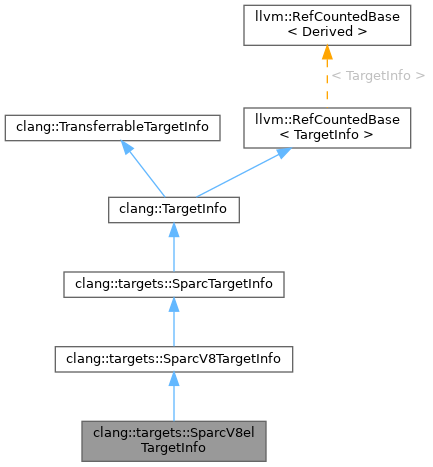 llvm::RefCountedBase
< Derived >
< TargetInfo >
clang::TransferrableTargetInfo
llvm::RefCountedBase
< TargetInfo >
clang::TargetInfo
clang::targets::SparcTargetInfo
clang::targets::SparcV8TargetInfo
clang::targets::SparcV8el
TargetInfo